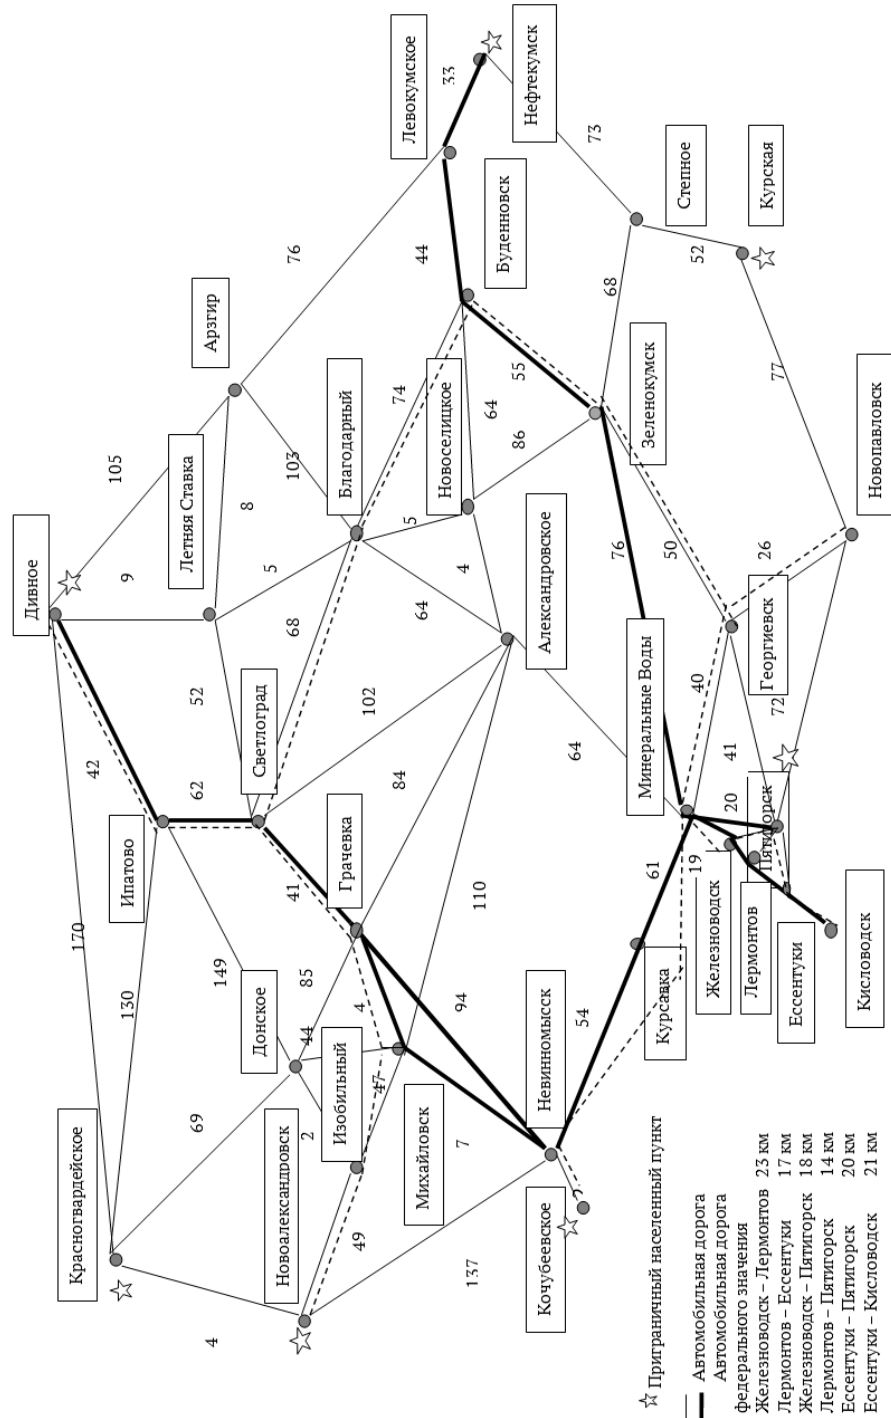 Дивное
Красногвардейское
170
42
105
Ипатово
130
9
Летняя Ставка
69
62
52
4
Арзгир
149
8
Донское
Светлоград
5
Новоалександровск
41
68
103
76
2
44
85
Изобильный
Грачевка
Благодарный
49
4
102
47
84
74
Левокумское
Михайловск
64
5
44
Новоселицкое
33
7
94
4
137
110
64
Буденновск
86
55
Нефтекумск
Кочубеевское
Невинномысск
Александровское
64
54
73
68
76
Минеральные Воды
Зеленокумск
61
Курсавка
50
Степное
19
40
52
Железноводск
20
41
Лермонтов
Пятигорск
Георгиевск
26
Курская
72
77
Ессентуки
Кисловодск
Новопавловск
Приграничный населенный пункт
Автомобильная дорога
Автомобильная дорога
федерального значения
Железноводск – Лермонтов 23 км
Лермонтов – Ессентуки 17 км
Железноводск – Пятигорск 18 км
Лермонтов – Пятигорск 14 км
Ессентуки – Пятигорск 20 км
Ессентуки – Кисловодск 21 км